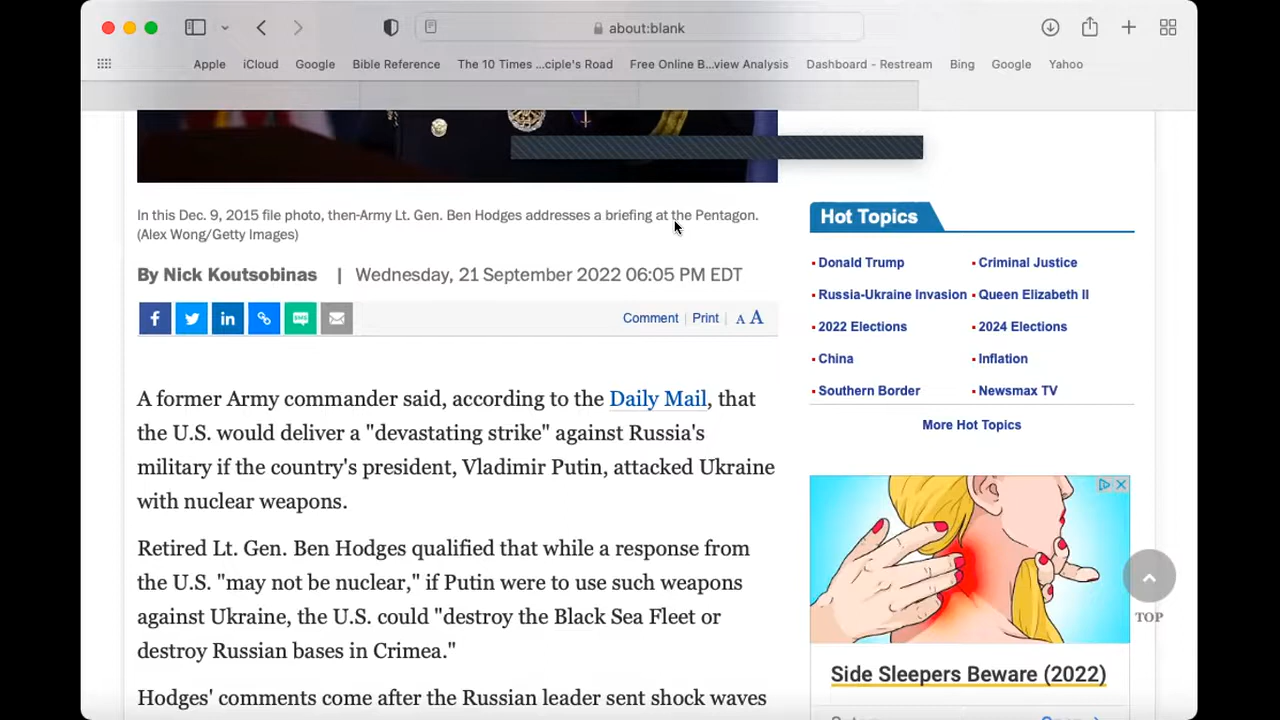 about:blank
Apple iCloud Google Bible Reference The 10 Times ...ciple's Road Free Online B...view Analysis Dashboard - Restream Bing Google Yahoo
In this Dec. 9, 2015 file photo, then-Army Lt. Gen. Ben Hodges addresses a briefing at the Pentagon.
(Alex Wong/Getty Images)
By Nick Koutsobinas | Wednesday, 21 September 2022 06:05 PM EDT
Comment | Print | A A
A former Army commander said, according to the Daily Mail, that
the U.S. would deliver a "devastating strike" against Russia's
military if the country's president, Vladimir Putin, attacked Ukraine
with nuclear weapons.
Retired Lt. Gen. Ben Hodges qualified that while a response from
the U.S. "may not be nuclear," if Putin were to use such weapons
against Ukraine, the U.S. could "destroy the Black Sea Fleet or
destroy Russian bases in Crimea."
Hodges' comments come after the Russian leader sent shock waves
Hot Topics
Donald Trump Criminal Justice
Russia-Ukraine Invasion Queen Elizabeth II
2022 Elections 2024 Elections
China Inflation
Southern Border Newsmax TV
More Hot Topics
Side Sleepers Beware (2022)
TOP